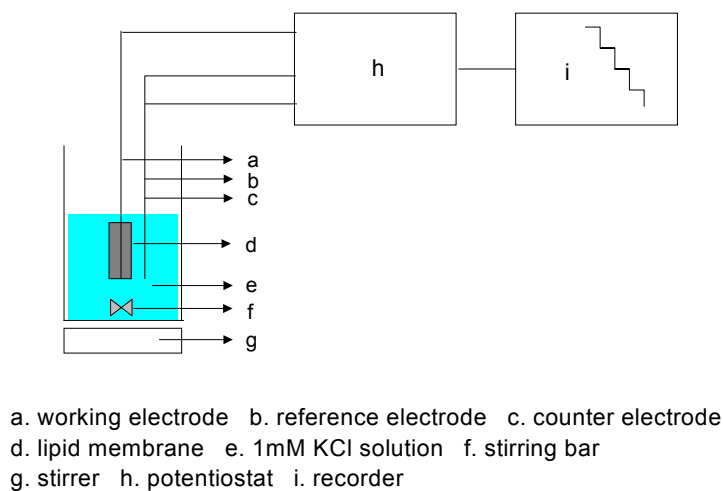 h
i
a
b
c
d
e
f
g
a. working electrode b. reference electrode c. counter electrode
d. lipid membrane e. 1mM KCl solution f. stirring bar
g. stirrer h. potentiostat i. recorder